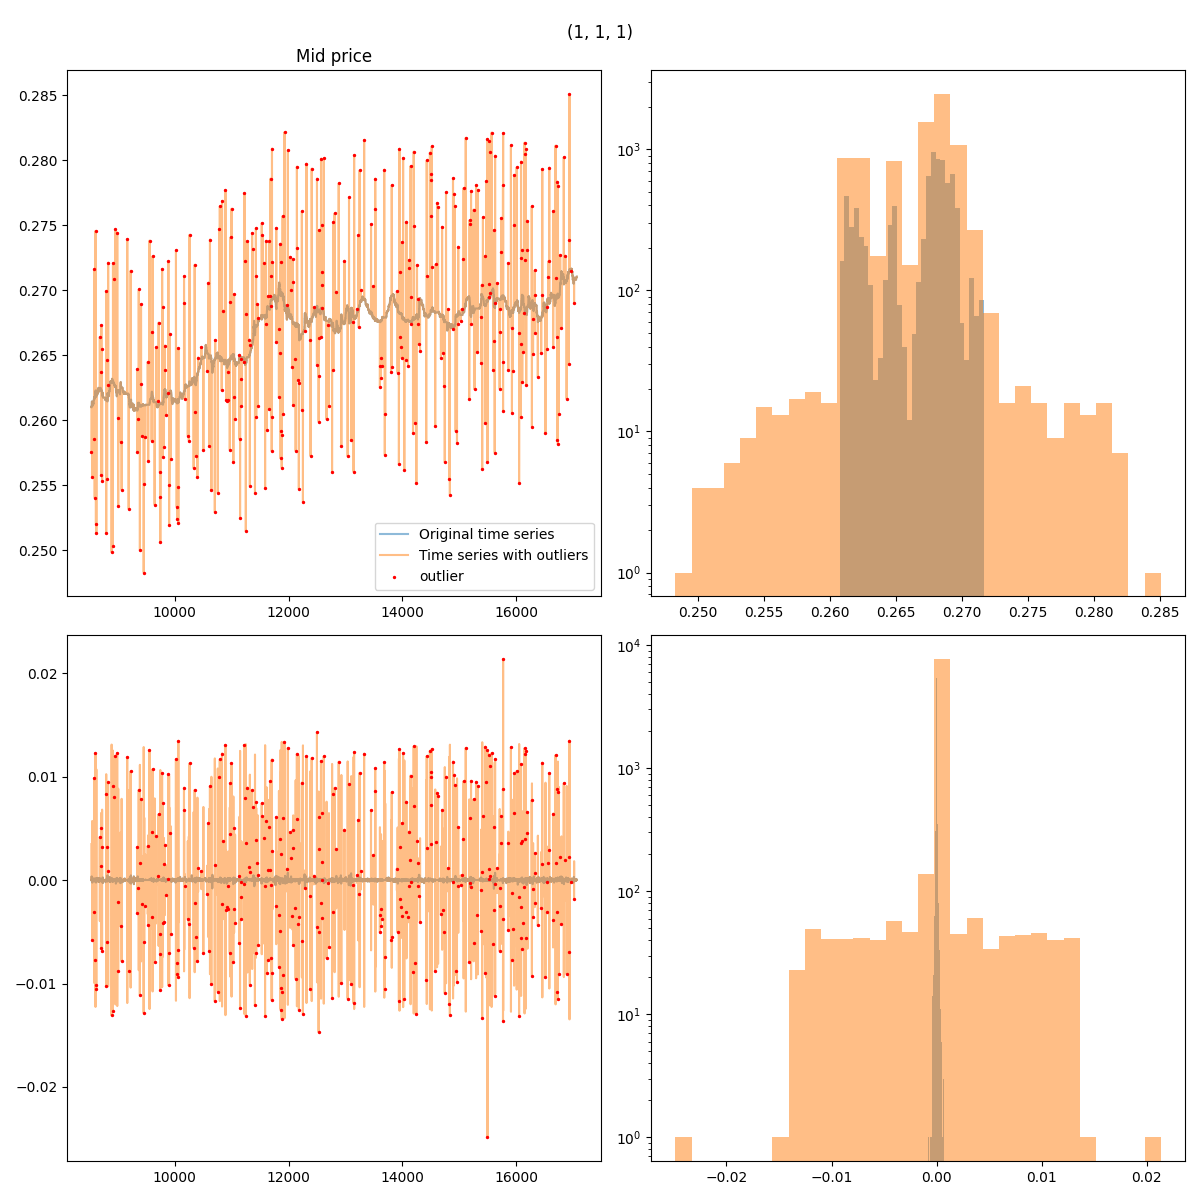 (1, 1, 1)
Mid price
0.285
0.280
0.275
0.270
0.265
0.260
0.255
0.250
Original time series
Time series with outliers
outlier
10000 12000 14000 16000
10³
10²
10¹
10⁰
0.250 0.255 0.260 0.265 0.270 0.275 0.280 0.285
0.02
0.01
0.00
−0.01
−0.02
10000 12000 14000 16000
10⁴
10³
10²
10¹
10⁰
−0.02 −0.01 0.00 0.01 0.02